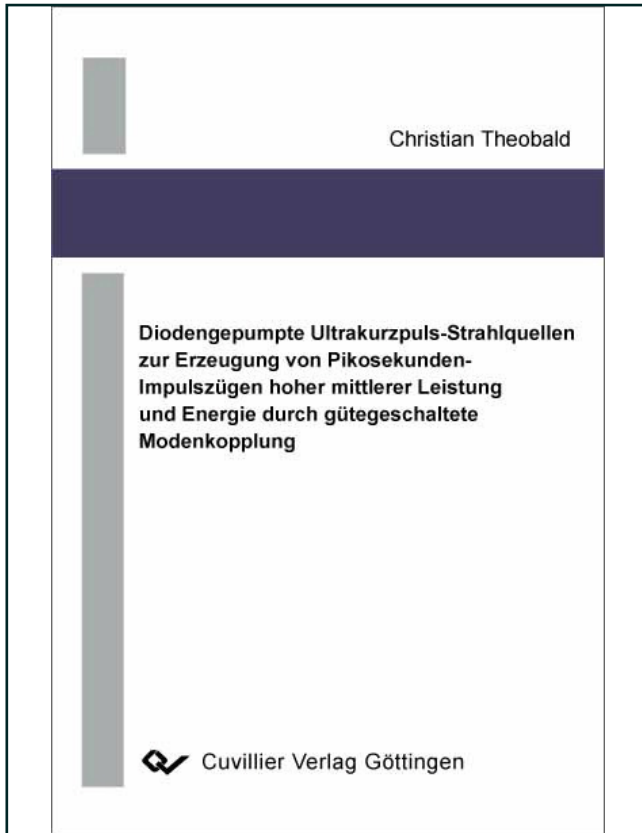 Christian Theobald
Diodengepumpte Ultrakurzpuls-Strahlquellen
zur Erzeugung von Pikosekunden-
Impulszügen hoher mittlerer Leistung
und Energie durch gütegeschaltete
Modenkopplung
Cuvillier Verlag Göttingen